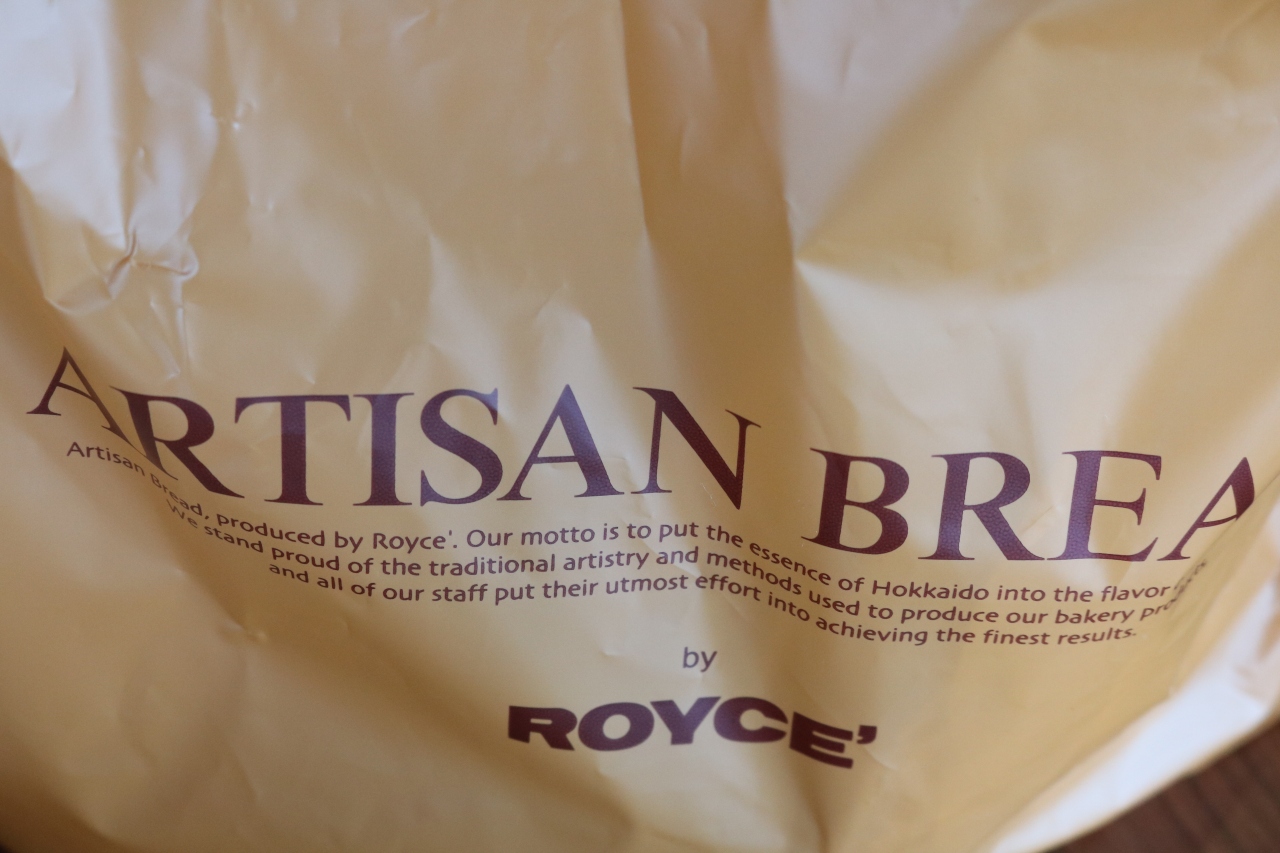 ARTISAN BREA
Artisan Bread, produced by Royce'. Our motto is to put the essence of Hokkaido into the flavor
We stand proud of the traditional artistry and methods used to produce our bakery
and all of our staff put their utmost effort into achieving the finest results.
by
ROYCE'